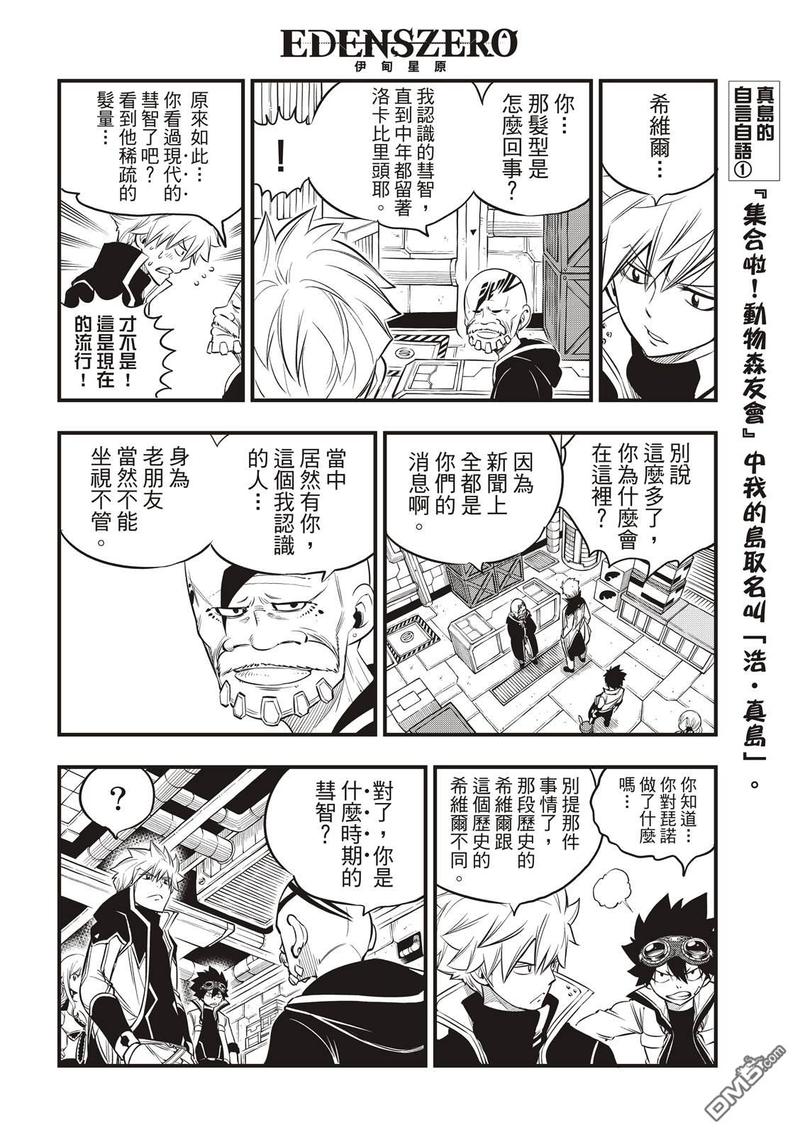 EDENSZERO
伊甸星原
真島的
自言自語①
『集合啦！動物森友會』中我的島取名叫「浩・真島」。
希維爾⋯
你⋯
那髮型是
怎麼回事？
我認識的彗智，
直到中年都留著
洛卡比里頭耶。
！
原來如此⋯
你看過現代的
彗智了吧？
看到他稀疏的
髮量⋯
才不是！
這是現在
的流行！
別說
這麼多了，
你為什麼會
在這裡？
因為
新聞上
全都是
你們的
消息啊。
當中
居然有你，
這個我認識
的人⋯
身為
老朋友
當然不能
坐視不管。
你知道⋯
你對琵諾
做了什麼
嗎⋯
別提那件
事情了，
那段歷史的
希維爾跟
這個歷史的
希維爾不同。
對了，你是
什麼時期的
彗智？
？
DM5.com